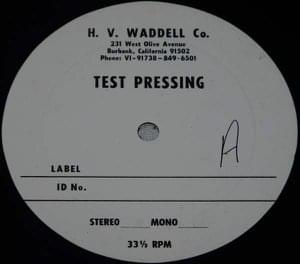 H. V. WADDELL Co.
231 West Olive Avenue
Burbank, California 91502
Phone: VI-91738-849-6501
TEST PRESSING
A
LABEL
ID No.
STEREO MONO
33⅓ RPM